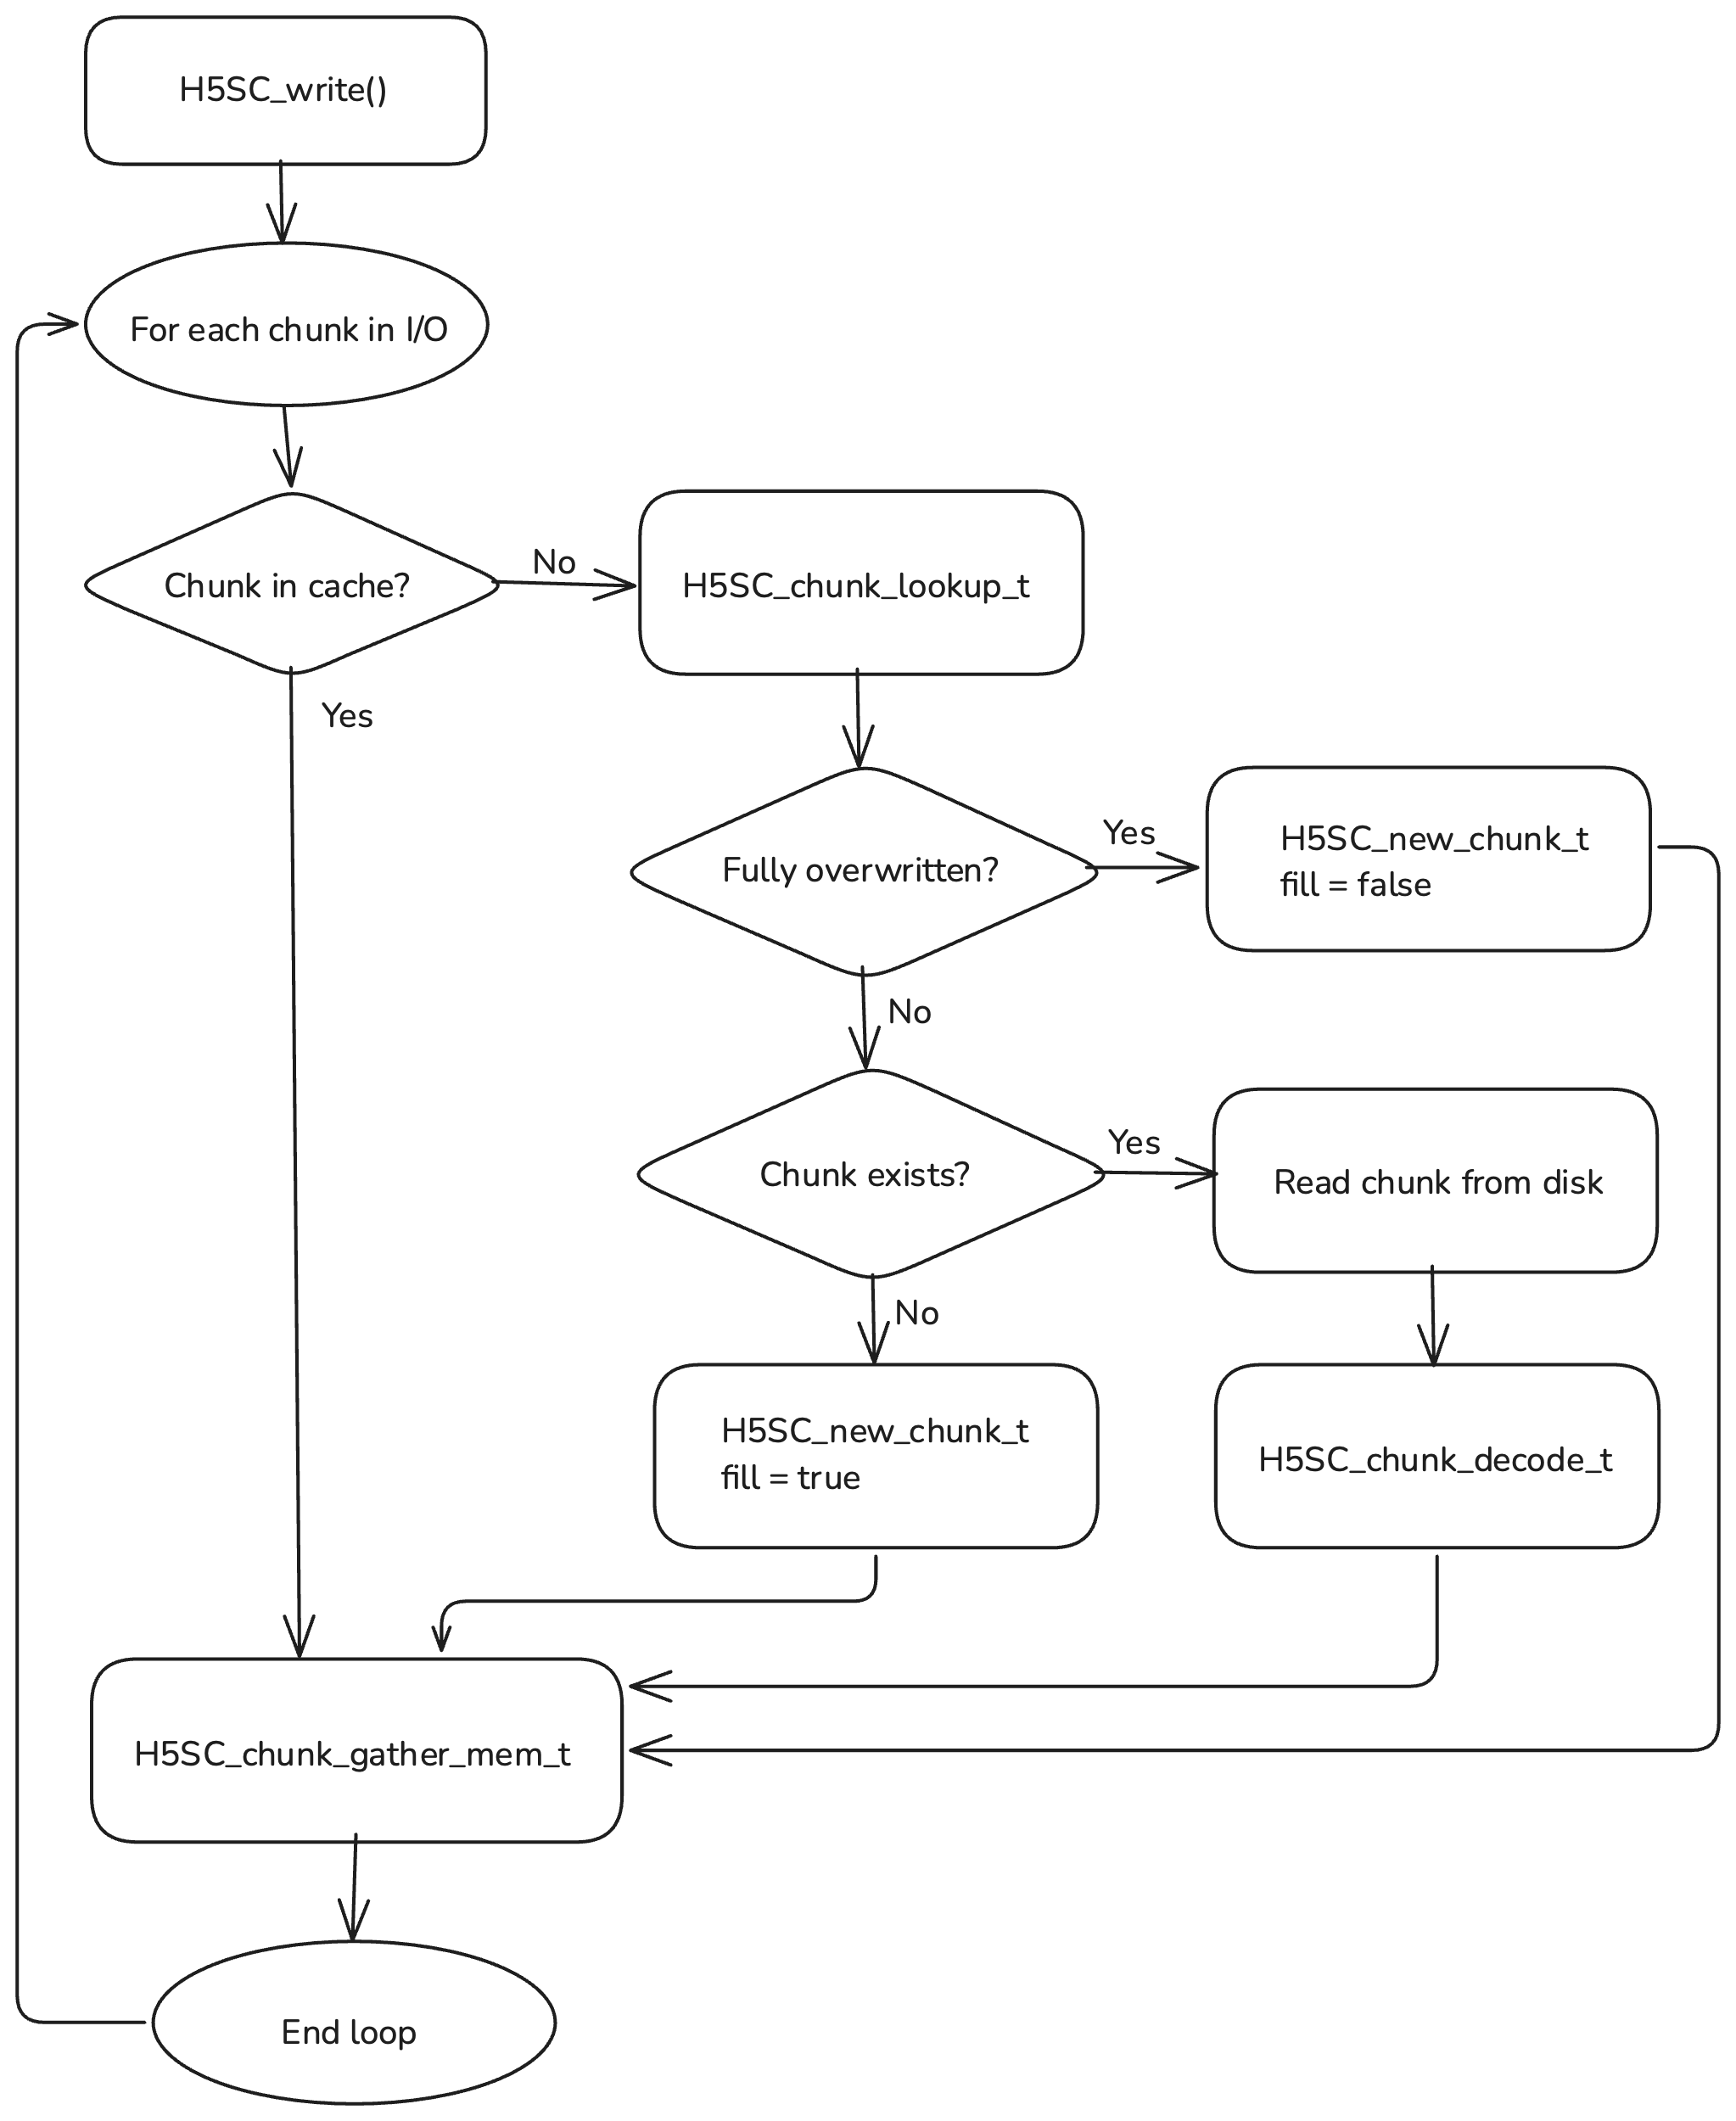 H5SC_write()
For each chunk in I/O
Chunk in cache?
No
H5SC_chunk_lookup_t
Yes
Fully overwritten?
Yes
H5SC_new_chunk_t
fill = false
No
Chunk exists?
Yes
Read chunk from disk
No
H5SC_new_chunk_t
fill = true
H5SC_chunk_decode_t
H5SC_chunk_gather_mem_t
End loop